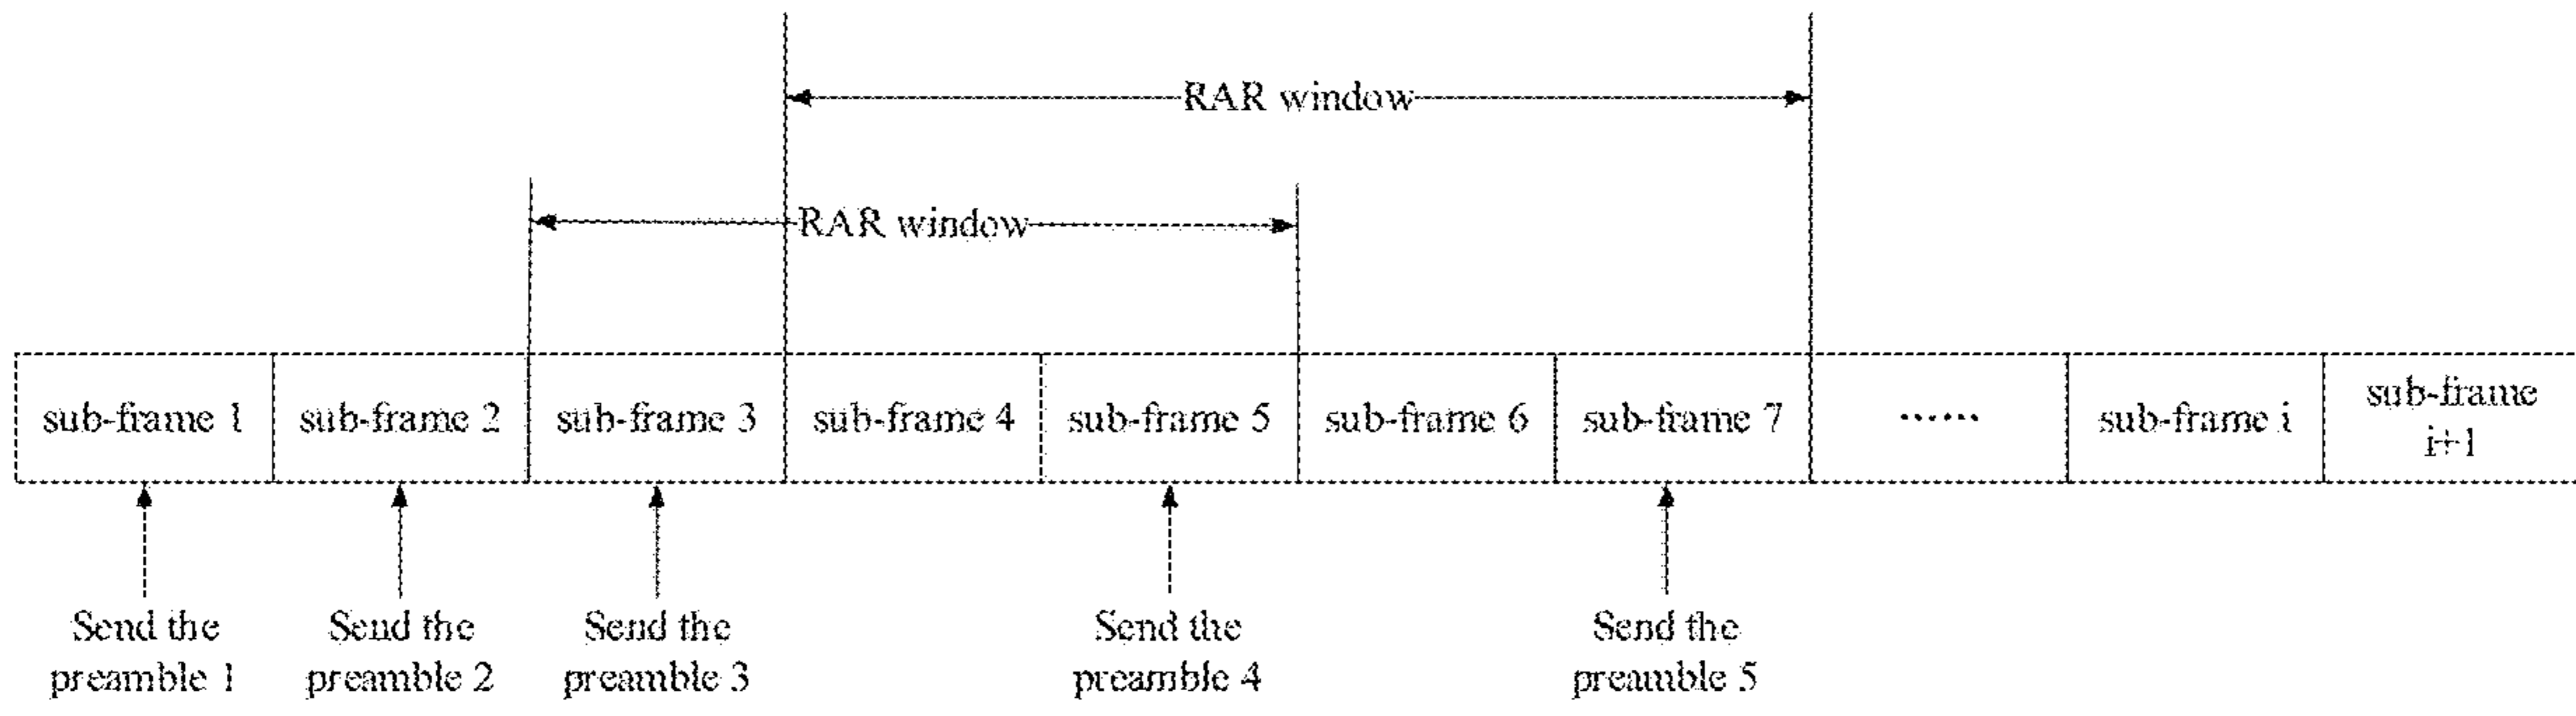 RAR window
RAR window
sub-frame 1
sub-frame 2
sub-frame 3
sub-frame 4
sub-frame 5
sub-frame 6
sub-frame 7
......
sub-frame i
sub-frame
i+1
Send the
preamble 1
Send the
preamble 2
Send the
preamble 3
Send the
preamble 4
Send the
preamble 5